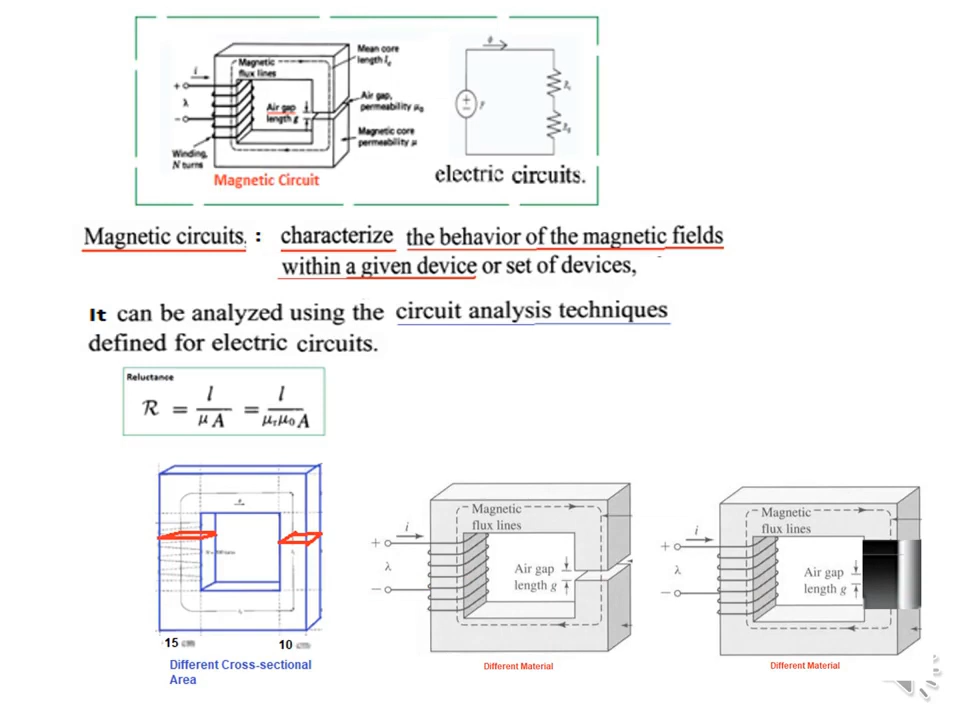 Magnetic
flux lines
Mean core
length lc
i
+
λ
−
Air gap
length g
Air gap,
permeability μ0
Magnetic core
permeability μ
Winding,
N turns
Magnetic Circuit
ϕ
+
−
electric circuits.
Magnetic circuits, : characterize the behavior of the magnetic fields
within a given device or set of devices,
It can be analyzed using the circuit analysis techniques
defined for electric circuits.
Reluctance
ℛ = l / μ A = l / μrμ0 A
15 cm
10 cm
Different Cross-sectional
Area
Magnetic
flux lines
i
+
λ
−
Air gap
length g
Different Material
Magnetic
flux lines
i
+
λ
−
Air gap
length g
Different Material